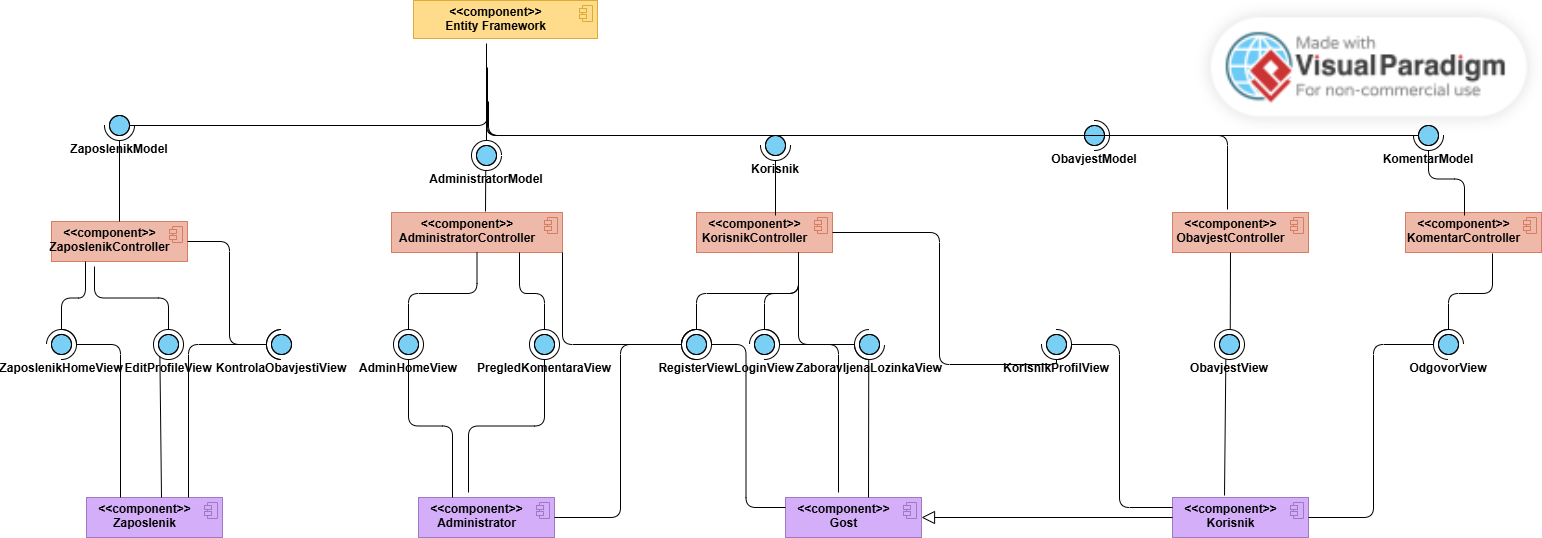 <<component>>
Entity Framework
Made with
Visual Paradigm
For non-commercial use
ZaposlenikModel
AdministratorModel
Korisnik
ObavjestModel
KomentarModel
<<component>>
ZaposlenikController
<<component>>
AdministratorController
<<component>>
KorisnikController
<<component>>
ObavjestController
<<component>>
KomentarController
ZaposlenikHomeView
EditProfileView
KontrolaObavjestiView
AdminHomeView
PregledKomentaraView
RegisterView
LoginView
ZaboravljenaLozinkaView
KorisnikProfilView
ObavjestView
OdgovorView
<<component>>
Zaposlenik
<<component>>
Administrator
<<component>>
Gost
<<component>>
Korisnik